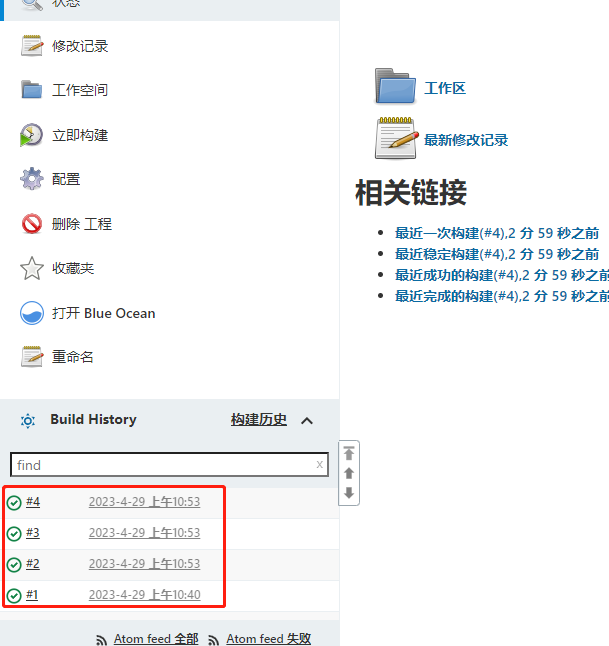 状态
修改记录
工作空间
立即构建
配置
删除 工程
收藏夹
打开 Blue Ocean
重命名
Build History 构建历史
find x
#4 2023-4-29 上午10:53
#3 2023-4-29 上午10:53
#2 2023-4-29 上午10:53
#1 2023-4-29 上午10:40
Atom feed 全部 Atom feed 失败
工作区
最新修改记录
相关链接
最近一次构建(#4),2 分 59 秒之前
最近稳定构建(#4),2 分 59 秒之前
最近成功的构建(#4),2 分 59 秒之前
最近完成的构建(#4),2 分 59 秒之前